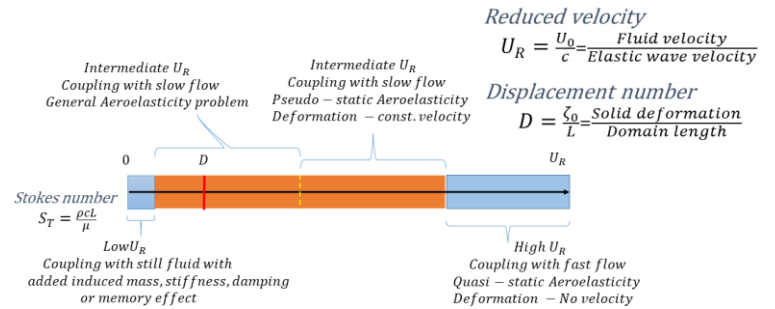 Reduced velocity
U_R = U_0/c = Fluid velocity/Elastic wave velocity
Displacement number
D = ζ_0/L = Solid deformation/Domain length
Intermediate U_R
Coupling with slow flow
General Aeroelasticity problem
Intermediate U_R
Coupling with slow flow
Pseudo − static Aeroelasticity
Deformation − const. velocity
0
D
U_R
Stokes number
S_T = ρcL/μ
LowU_R
Coupling with still fluid with
added induced mass, stiffness, damping
or memory effect
High U_R
Coupling with fast flow
Quasi − static Aeroelasticity
Deformation − No velocity